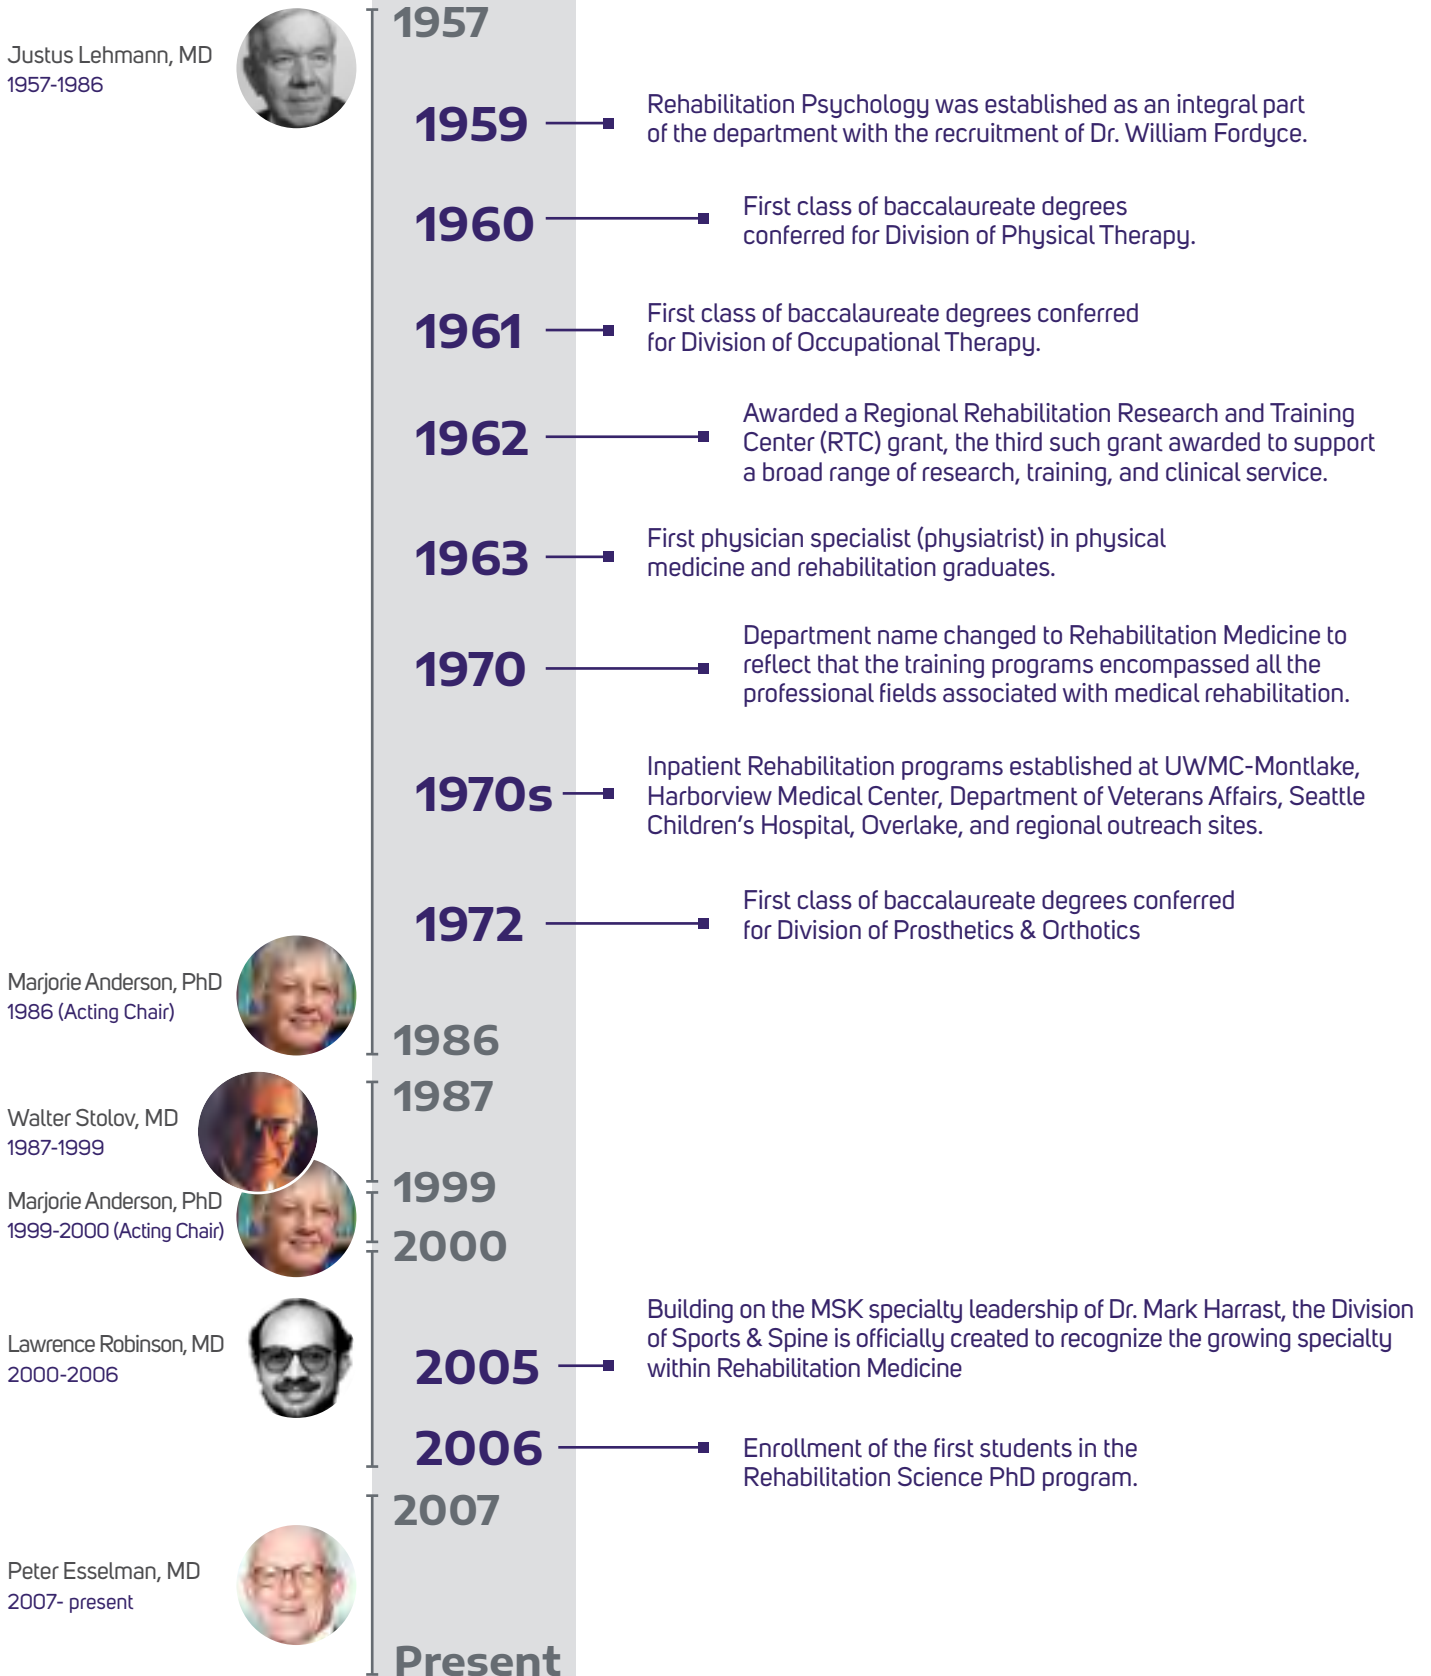 1957
Justus Lehmann, MD
1957-1986
1959
Rehabilitation Psychology was established as an integral part
of the department with the recruitment of Dr. William Fordyce.
1960
First class of baccalaureate degrees
conferred for Division of Physical Therapy.
1961
First class of baccalaureate degrees conferred
for Division of Occupational Therapy.
1962
Awarded a Regional Rehabilitation Research and Training
Center (RTC) grant, the third such grant awarded to support
a broad range of research, training, and clinical service.
1963
First physician specialist (physiatrist) in physical
medicine and rehabilitation graduates.
1970
Department name changed to Rehabilitation Medicine to
reflect that the training programs encompassed all the
professional fields associated with medical rehabilitation.
1970s
Inpatient Rehabilitation programs established at UWMC-Montlake,
Harborview Medical Center, Department of Veterans Affairs, Seattle
Children’s Hospital, Overlake, and regional outreach sites.
1972
First class of baccalaureate degrees conferred
for Division of Prosthetics & Orthotics
Marjorie Anderson, PhD
1986 (Acting Chair)
1986
1987
Walter Stolov, MD
1987-1999
1999
Marjorie Anderson, PhD
1999-2000 (Acting Chair)
2000
Lawrence Robinson, MD
2000-2006
2005
Building on the MSK specialty leadership of Dr. Mark Harrast, the Division
of Sports & Spine is officially created to recognize the growing specialty
within Rehabilitation Medicine
2006
Enrollment of the first students in the
Rehabilitation Science PhD program.
2007
Peter Esselman, MD
2007- present
Present